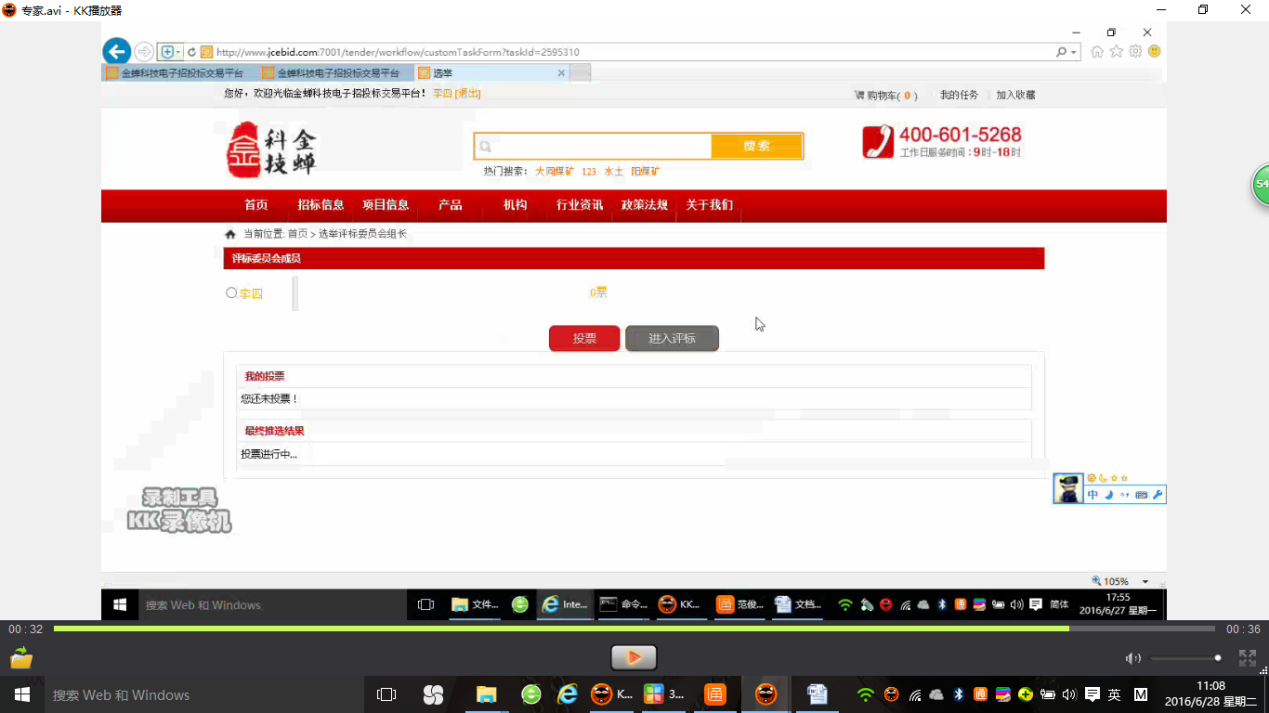 专家.avi - KK播放器
http://www.jcebid.com:7001/tender/workflow/customTaskForm?taskId=2595310
金蝉科技电子招投标交易平台
金蝉科技电子招投标交易平台
选举
您好，欢迎光临金蝉科技电子招投标交易平台！ 李四 [退出]
购物车( 0 )
我的任务
加入收藏
金蝉科技
搜索
400-601-5268
工作日服务时间：9时-18时
热门搜索： 大同煤矿 123 水土 阳煤矿
首页 招标信息 项目信息 产品 机构 行业资讯 政策法规 关于我们
当前位置: 首页 > 选举评标委员会组长
评标委员会成员
李四
0票
投票
进入评标
我的投票
您还未投票！
最终推选结果
投票进行中...
录制工具
KK录像机
中
105%
搜索 Web 和 Windows
文件...
Inte...
命令...
KK...
范俊...
文档...
简体
17:55
2016/6/27 星期一
54
00 : 32
00 : 36
搜索 Web 和 Windows
K...
3...
英
M
11:08
2016/6/28 星期二